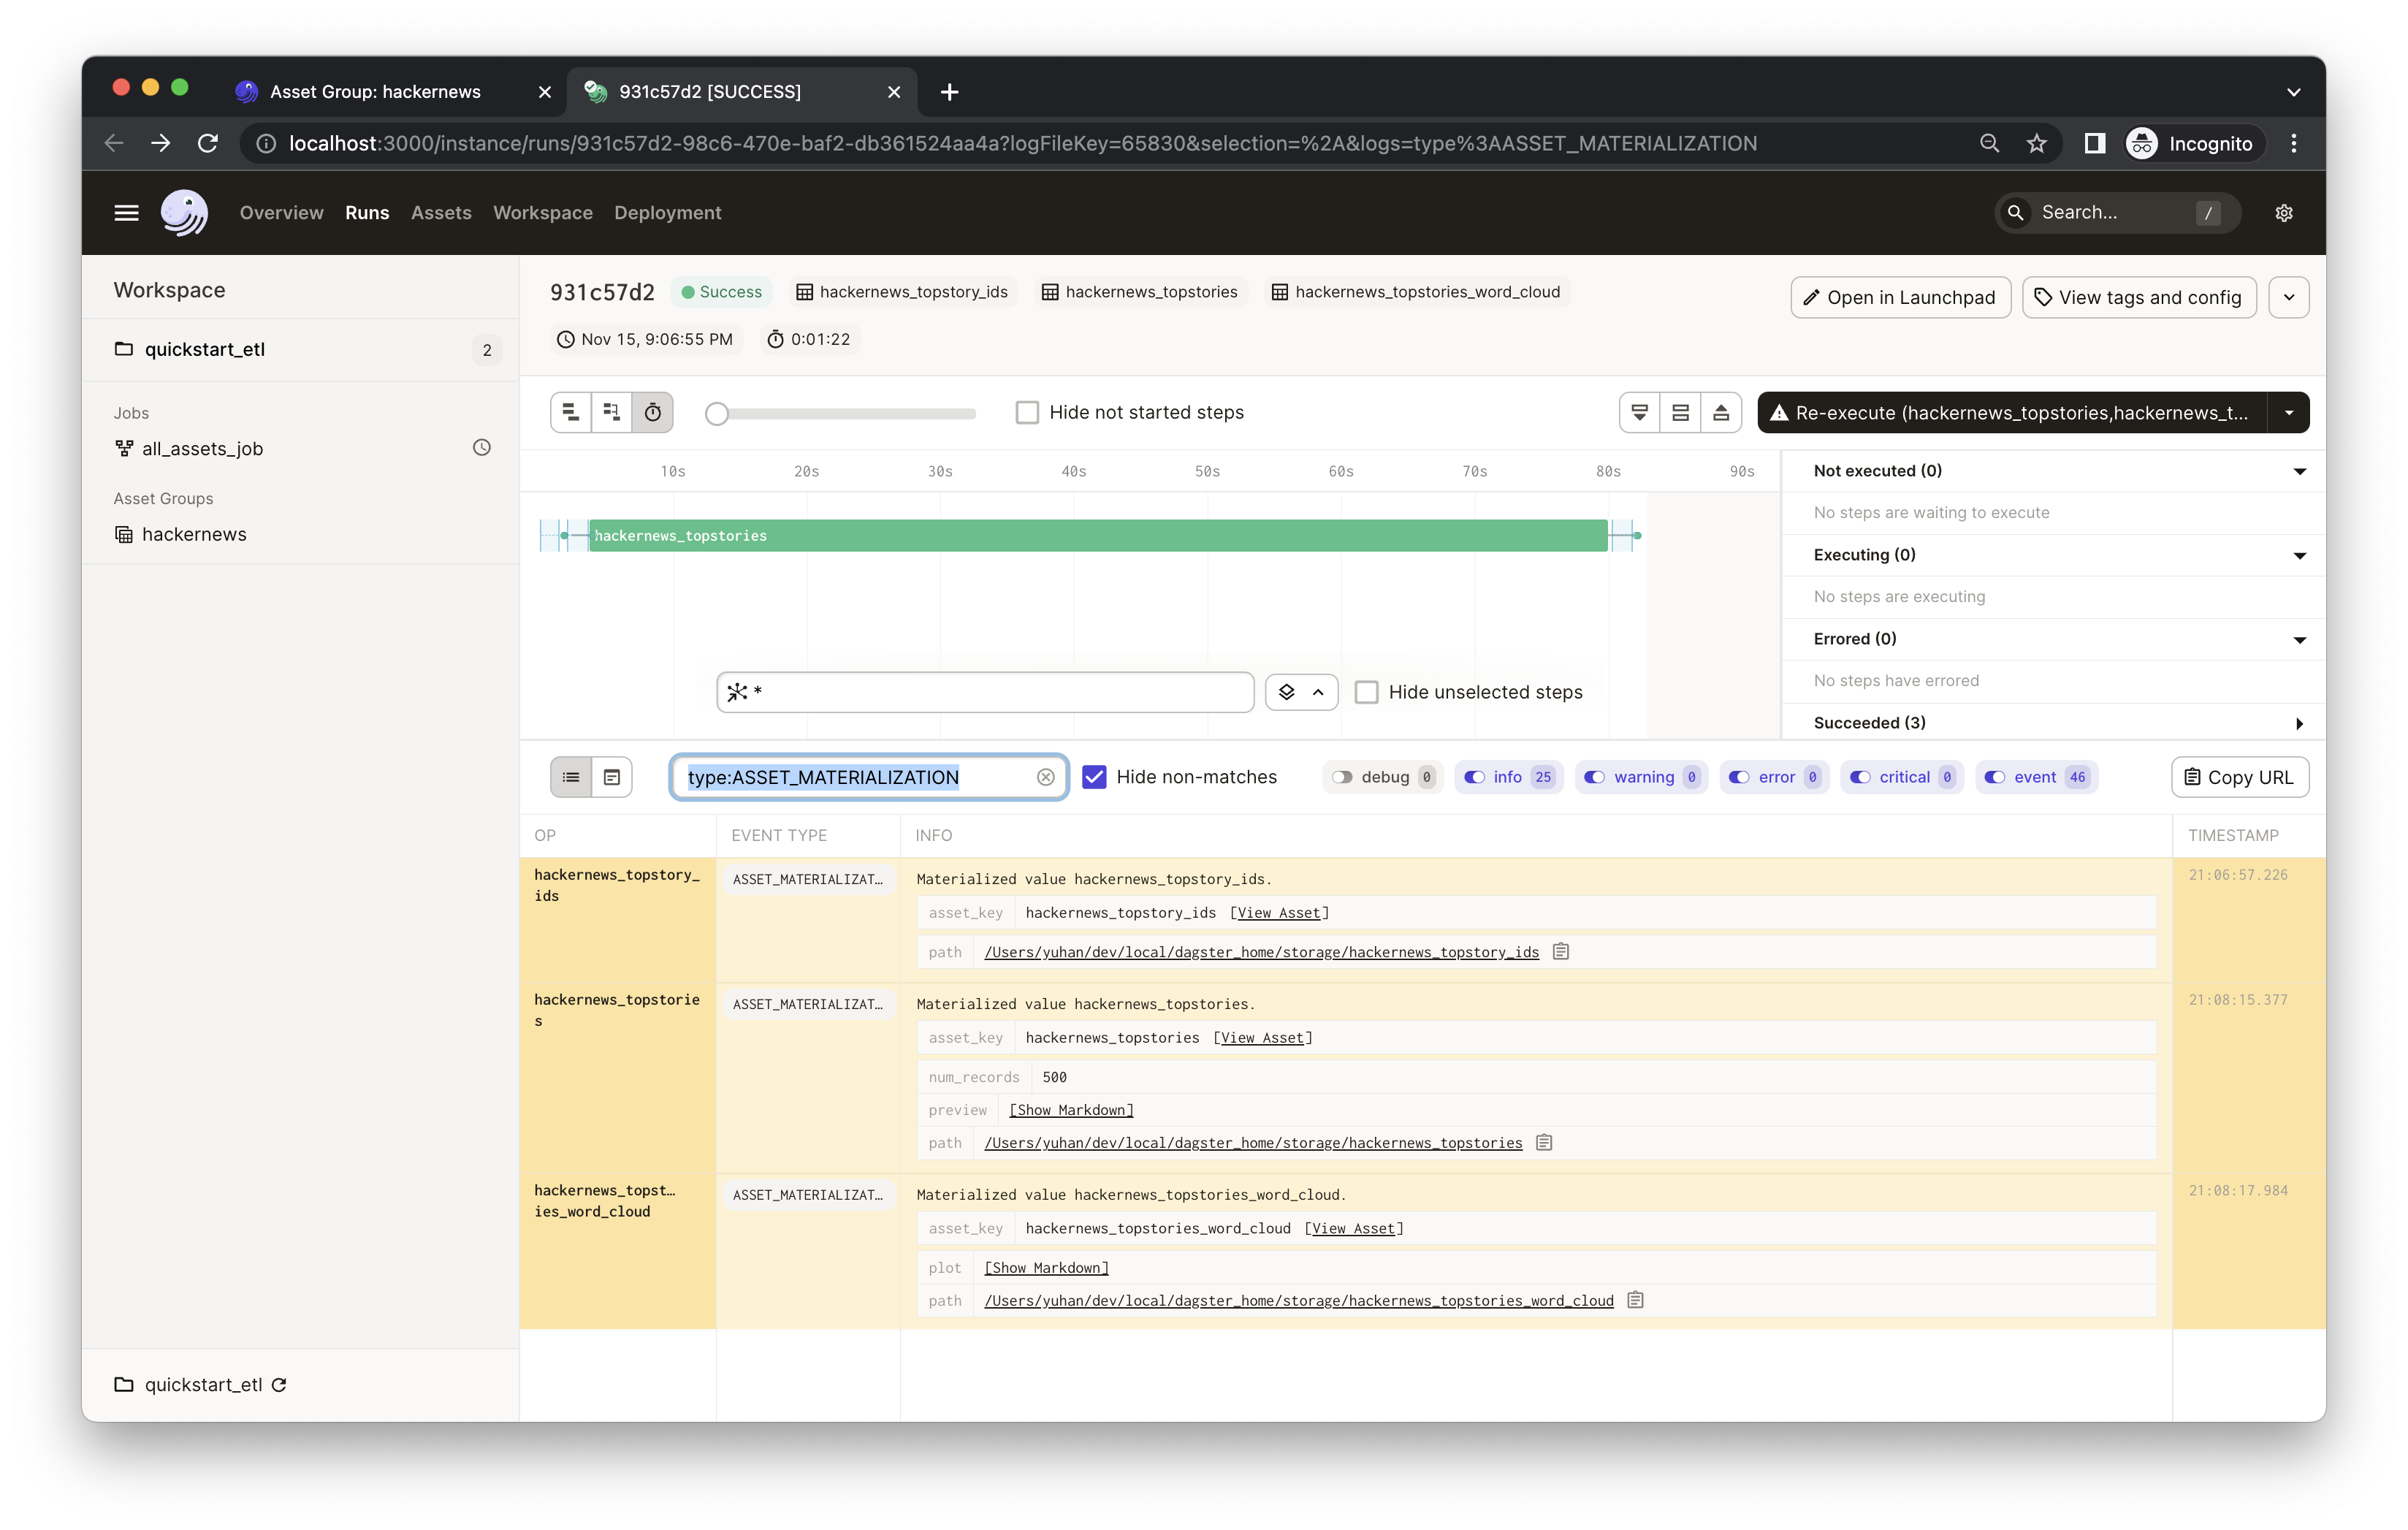 Asset Group: hackernews
931c57d2 [SUCCESS]
localhost:3000/instance/runs/931c57d2-98c6-470e-baf2-db361524aa4a?logFileKey=65830&selection=%2A&logs=type%3AASSET_MATERIALIZATION
Incognito
Overview Runs Assets Workspace Deployment
Search... /
Workspace
quickstart_etl 2
Jobs
all_assets_job
Asset Groups
hackernews
quickstart_etl
931c57d2 Success hackernews_topstory_ids hackernews_topstories hackernews_topstories_word_cloud
Open in Launchpad View tags and config
Nov 15, 9:06:55 PM 0:01:22
Hide not started steps
Re-execute (hackernews_topstories,hackernews_t...
10s 20s 30s 40s 50s 60s 70s 80s 90s
hackernews_topstories
* Hide unselected steps
Not executed (0)
No steps are waiting to execute
Executing (0)
No steps are executing
Errored (0)
No steps have errored
Succeeded (3)
type:ASSET_MATERIALIZATION Hide non-matches debug 0 info 25 warning 0 error 0 critical 0 event 46 Copy URL
OP EVENT TYPE INFO TIMESTAMP
hackernews_topstory_
ids
ASSET_MATERIALIZAT...
Materialized value hackernews_topstory_ids.
asset_key hackernews_topstory_ids [View Asset]
path /Users/yuhan/dev/local/dagster_home/storage/hackernews_topstory_ids
21:06:57.226
hackernews_topstorie
s
ASSET_MATERIALIZAT...
Materialized value hackernews_topstories.
asset_key hackernews_topstories [View Asset]
num_records 500
preview [Show Markdown]
path /Users/yuhan/dev/local/dagster_home/storage/hackernews_topstories
21:08:15.377
hackernews_topst...
ies_word_cloud
ASSET_MATERIALIZAT...
Materialized value hackernews_topstories_word_cloud.
asset_key hackernews_topstories_word_cloud [View Asset]
plot [Show Markdown]
path /Users/yuhan/dev/local/dagster_home/storage/hackernews_topstories_word_cloud
21:08:17.984